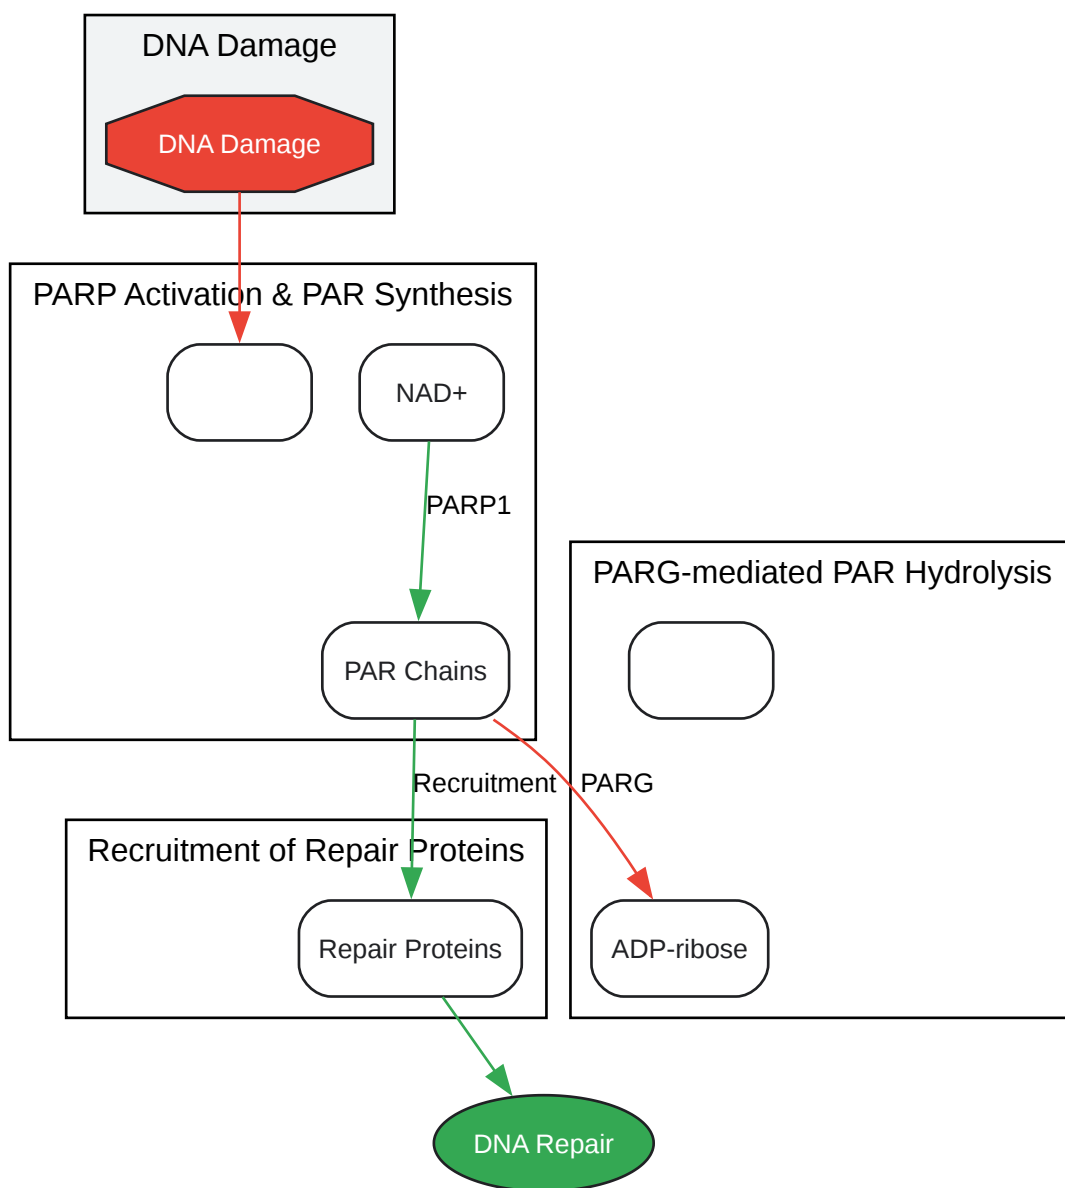 DNA Damage
DNA Damage
PARP Activation & PAR Synthesis
NAD+
PARP1
PARG-mediated PAR Hydrolysis
PAR Chains
Recruitment
PARG
Recruitment of Repair Proteins
Repair Proteins
ADP-ribose
DNA Repair